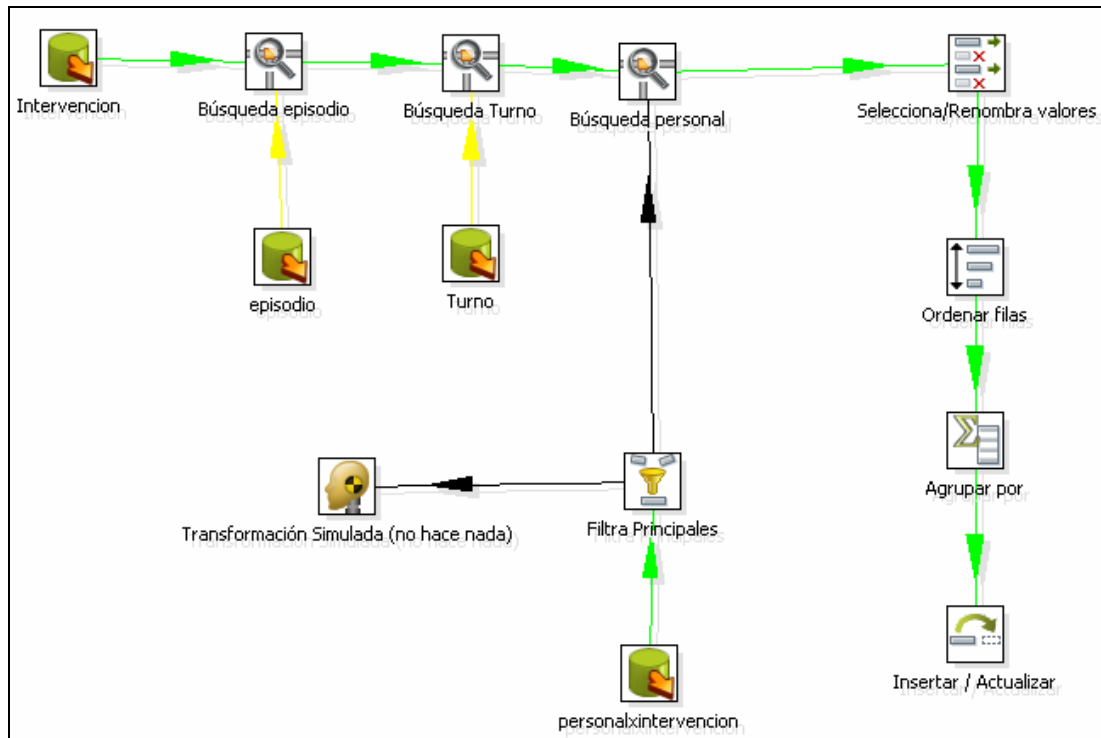 Intervencion
Búsqueda episodio
Búsqueda Turno
Búsqueda personal
Selecciona/Renombra valores
episodio
Turno
Ordenar filas
Transformación Simulada (no hace nada)
Filtra Principales
Agrupar por
personalxintervencion
Insertar / Actualizar